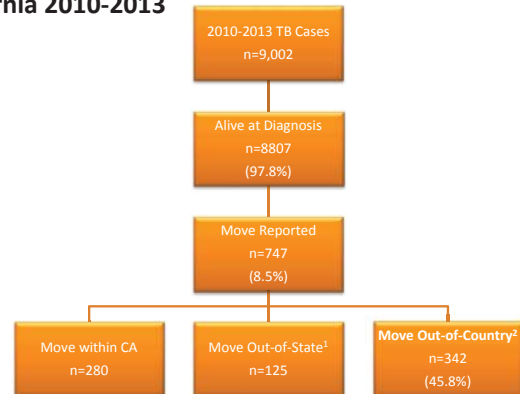 rnia 2010-2013
2010-2013 TB Cases
n=9,002
Alive at Diagnosis
n=8807
(97.8%)
Move Reported
n=747
(8.5%)
Move within CA
n=280
Move Out-of-State¹
n=125
Move Out-of-Country²
n=342
(45.8%)